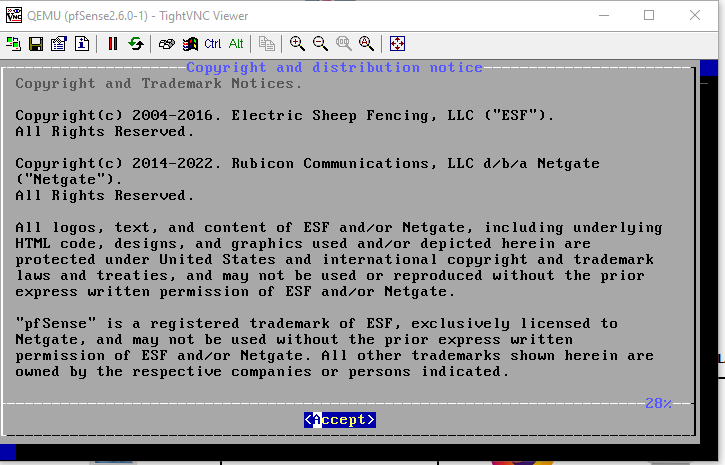 QEMU (pfSense2.6.0-1) - TightVNC Viewer
Ctrl Alt
Copyright and distribution notice
Copyright and Trademark Notices.
Copyright(c) 2004-2016. Electric Sheep Fencing, LLC ("ESF").
All Rights Reserved.
Copyright(c) 2014-2022. Rubicon Communications, LLC d/b/a Netgate
("Netgate").
All Rights Reserved.
All logos, text, and content of ESF and/or Netgate, including underlying
HTML code, designs, and graphics used and/or depicted herein are
protected under United States and international copyright and trademark
laws and treaties, and may not be used or reproduced without the prior
express written permission of ESF and/or Netgate.
"pfSense" is a registered trademark of ESF, exclusively licensed to
Netgate, and may not be used without the prior express written
permission of ESF and/or Netgate. All other trademarks shown herein are
owned by the respective companies or persons indicated.
28%
<Accept>